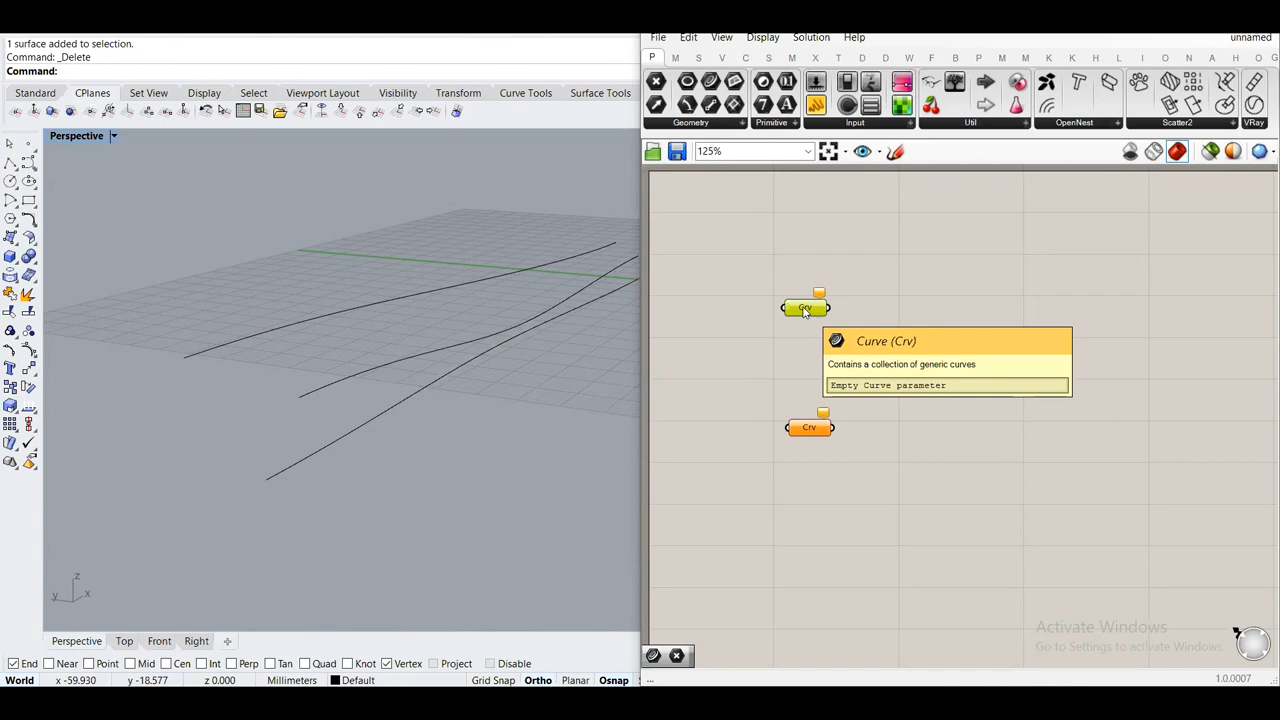 1 surface added to selection.
Command: _Delete
Command:
Standard CPlanes Set View Display Select Viewport Layout Visibility Transform Curve Tools Surface Tools
Perspective
z
y x
Perspective Top Front Right
End Near Point Mid Cen Int Perp Tan Quad Knot Vertex Project Disable
World x -59.930 y -18.577 z 0.000 Millimeters Default Grid Snap Ortho Planar Osnap
File Edit View Display Solution Help unnamed
P M S V C S M X T W L K F B P M H L N A
Geometry Primitive Input Util OpenNest Scatter2 VRay
125%
Crv
Curve (Crv)
Contains a collection of generic curves
Empty Curve parameter
Crv
Activate Windows
Go to Settings to activate Windows.
...
1.0.0007